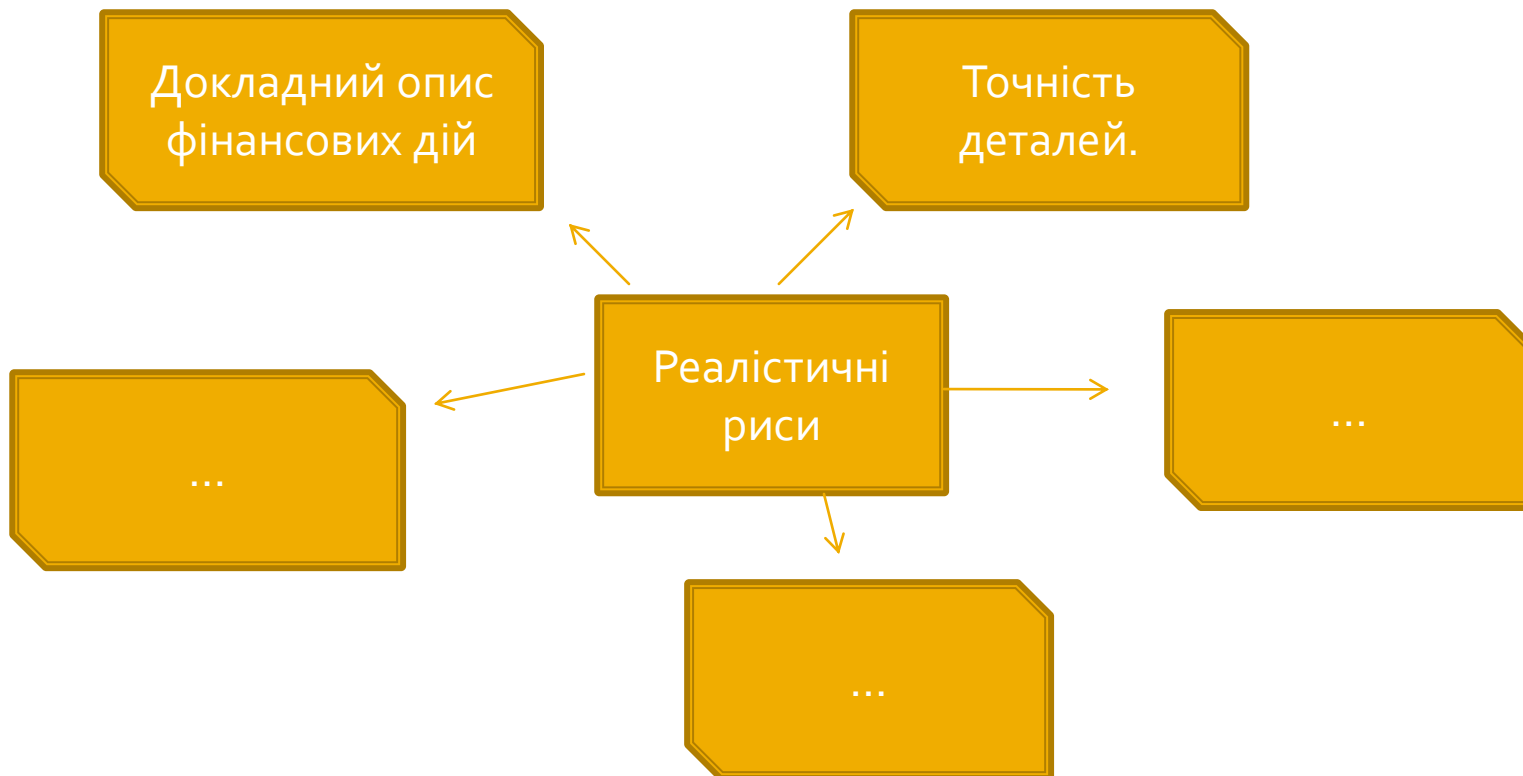 Докладний опис
фінансових дій
Точність
деталей.
Реалістичні
риси
...
...
...